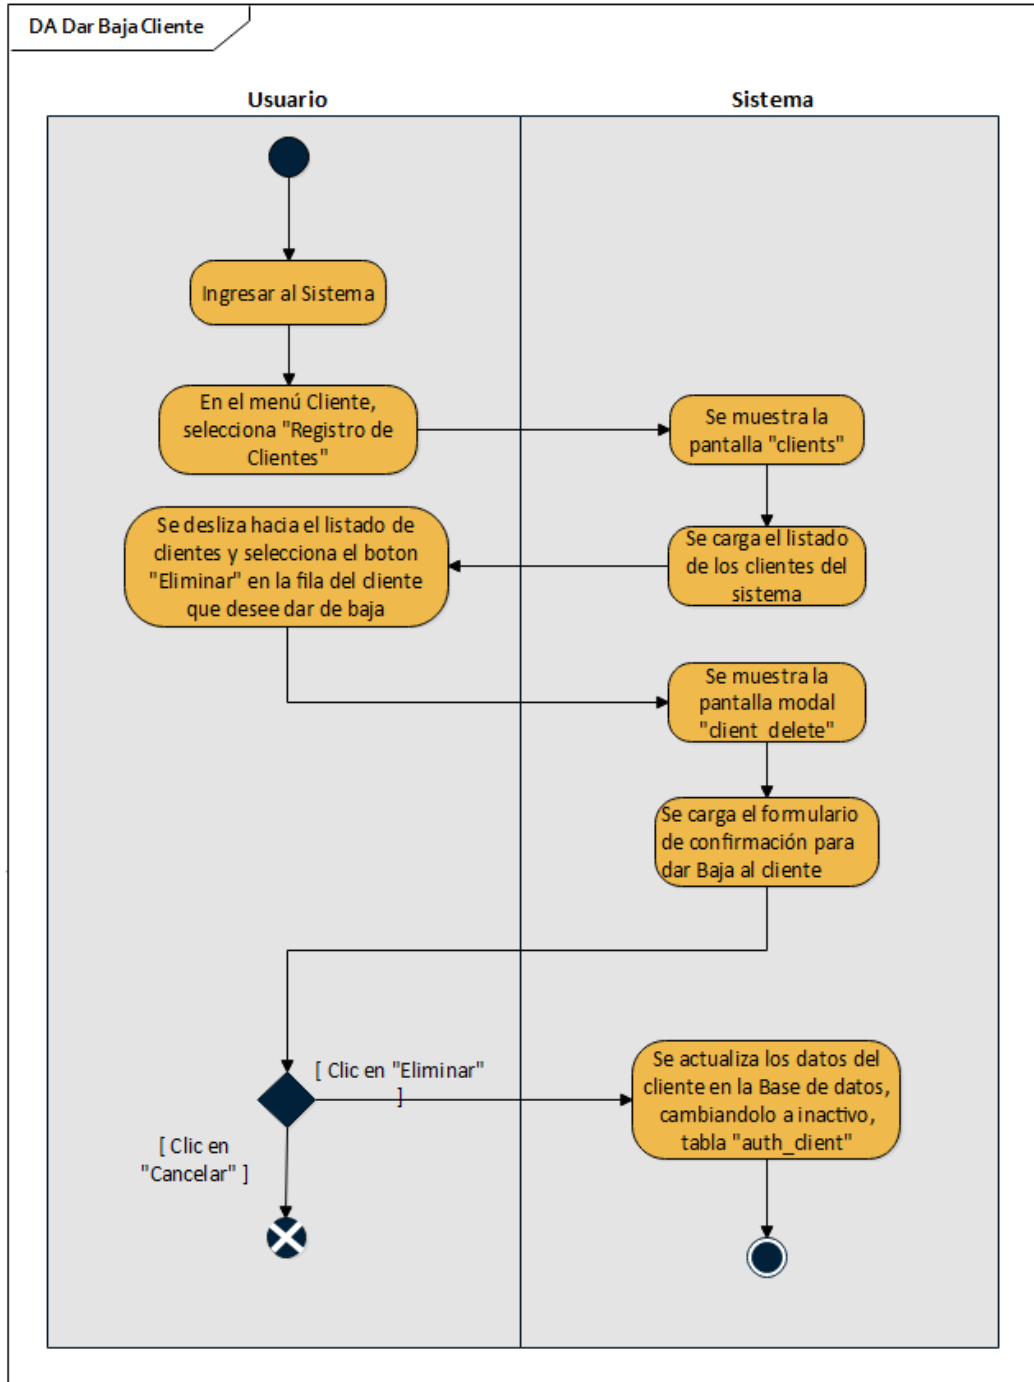 DA Dar Baja Cliente
Usuario
Sistema
Ingresar al Sistema
En el menú Cliente,
selecciona "Registro de
Clientes"
Se muestra la
pantalla "clients"
Se carga el listado
de los clientes del
sistema
Se desliza hacia el listado de
clientes y selecciona el boton
"Eliminar" en la fila del cliente
que desee dar de baja
Se muestra la
pantalla modal
"client_delete"
Se carga el formulario
de confirmación para
dar Baja al cliente
[ Clic en "Eliminar"
]
[ Clic en
"Cancelar" ]
Se actualiza los datos del
cliente en la Base de datos,
cambiandolo a inactivo,
tabla "auth_client"